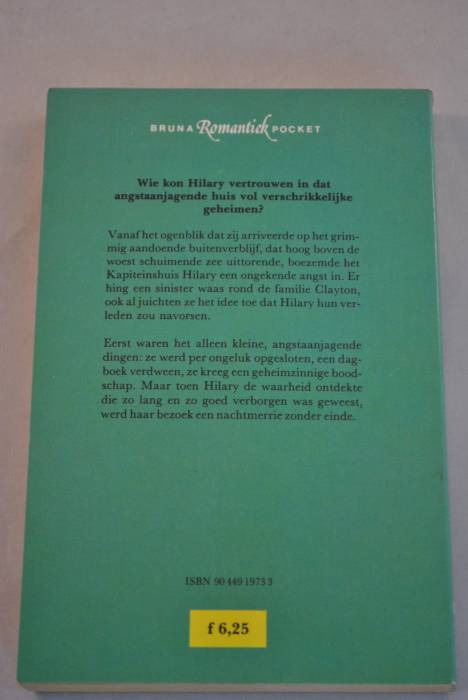 BRUNA Romantiek POCKET
Wie kon Hilary vertrouwen in dat
angstaanjagende huis vol verschrikkelijke
geheimen?
Vanaf het ogenblik dat zij arriveerde op het grim-
mig aandoende buitenverblijf, dat hoog boven de
woest schuimende zee uittorende, boezemde het
Kapiteinshuis Hilary een ongekende angst in. Er
hing een sinister waas rond de familie Clayton,
ook al juichten ze het idee toe dat Hilary hun ver-
leden zou navorsen.
Eerst waren het alleen kleine, angstaanjagende
dingen: ze werd per ongeluk opgesloten, een dag-
boek verdween, ze kreeg een geheimzinnige bood-
schap. Maar toen Hilary de waarheid ontdekte
die zo lang en zo goed verborgen was geweest,
werd haar bezoek een nachtmerrie zonder einde.
ISBN 90 449 1973 3
f 6,25